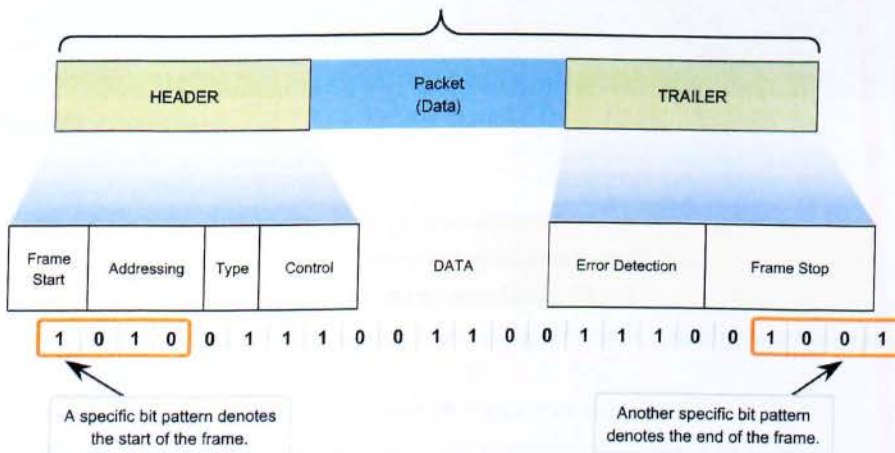 HEADER
Packet
(Data)
TRAILER
Frame
Start
Addressing
Type
Control
DATA
Error Detection
Frame Stop
1 0 1 0 0 1 1 1 0 0 1 1 0 0 1 1 1 0 0 1 0 0 1
A specific bit pattern denotes
the start of the frame.
Another specific bit pattern
denotes the end of the frame.